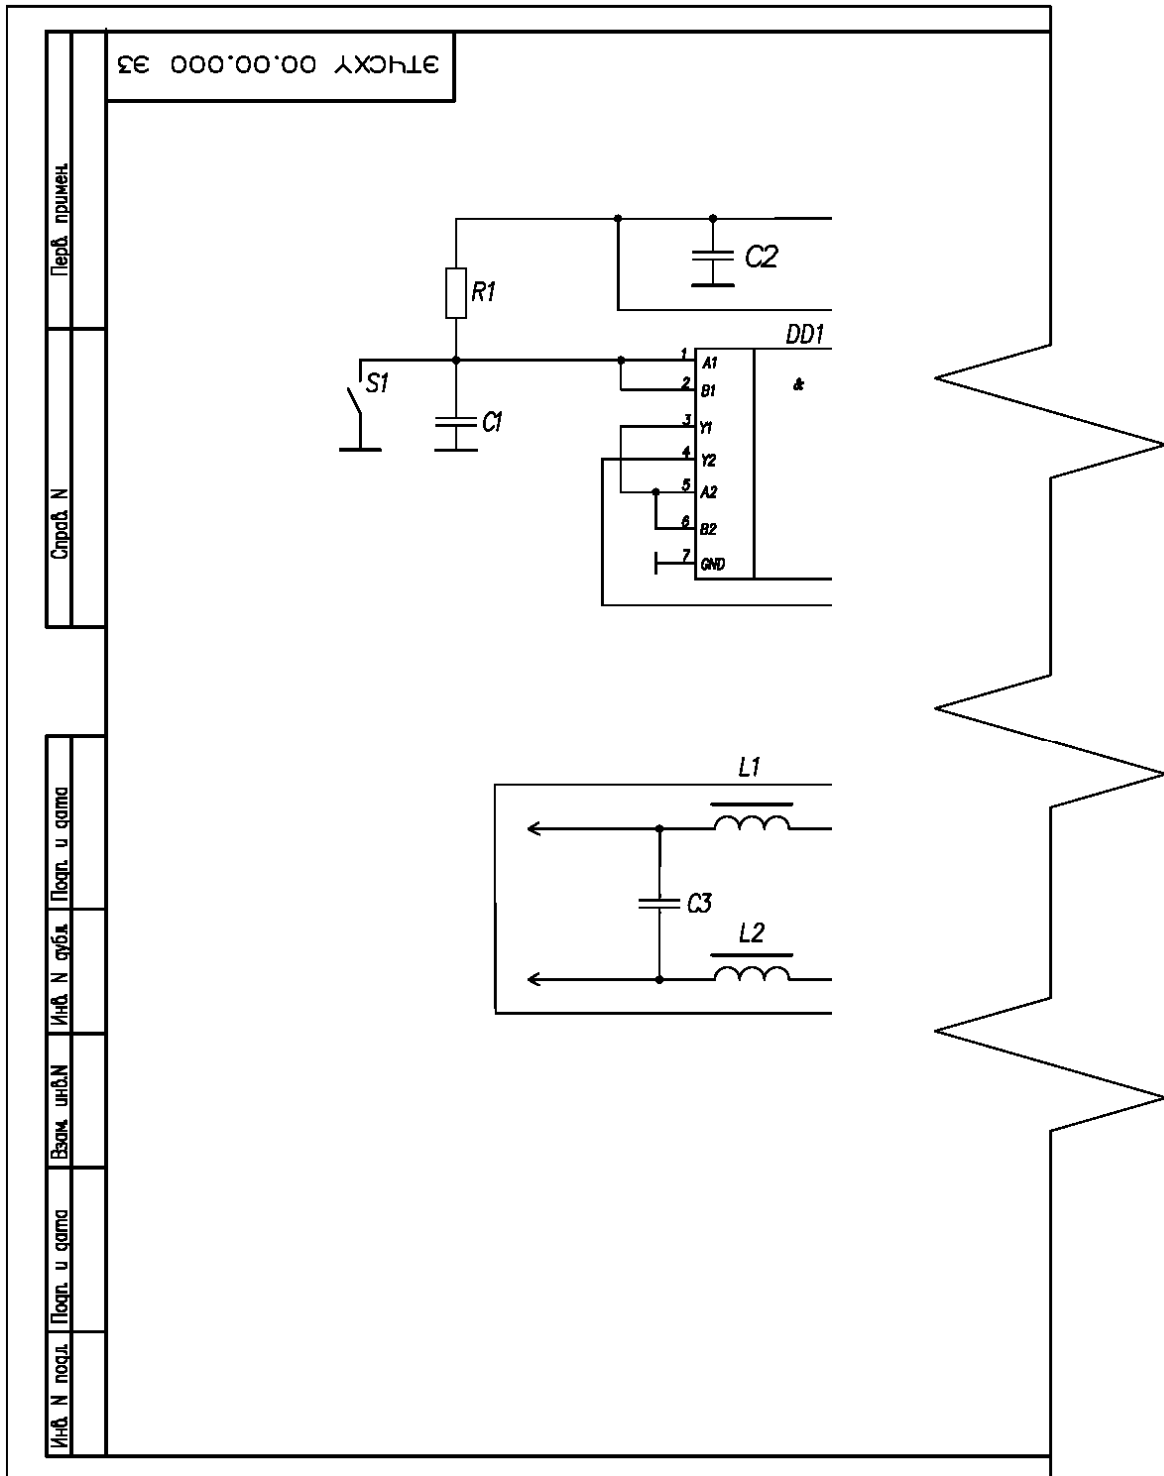 ЭТЧСХУ 00.00.000 ЭЗ
Перв. примен.
Справ. N
Подп. и дата
Инв. N дубл.
Взам. инв.N
Подп. и дата
Инв. N подл.
C2
R1
DD1
S1
C1
1 A1
&
2 B1
3 Y1
4 Y2
5 A2
6 B2
7 GND
L1
C3
L2